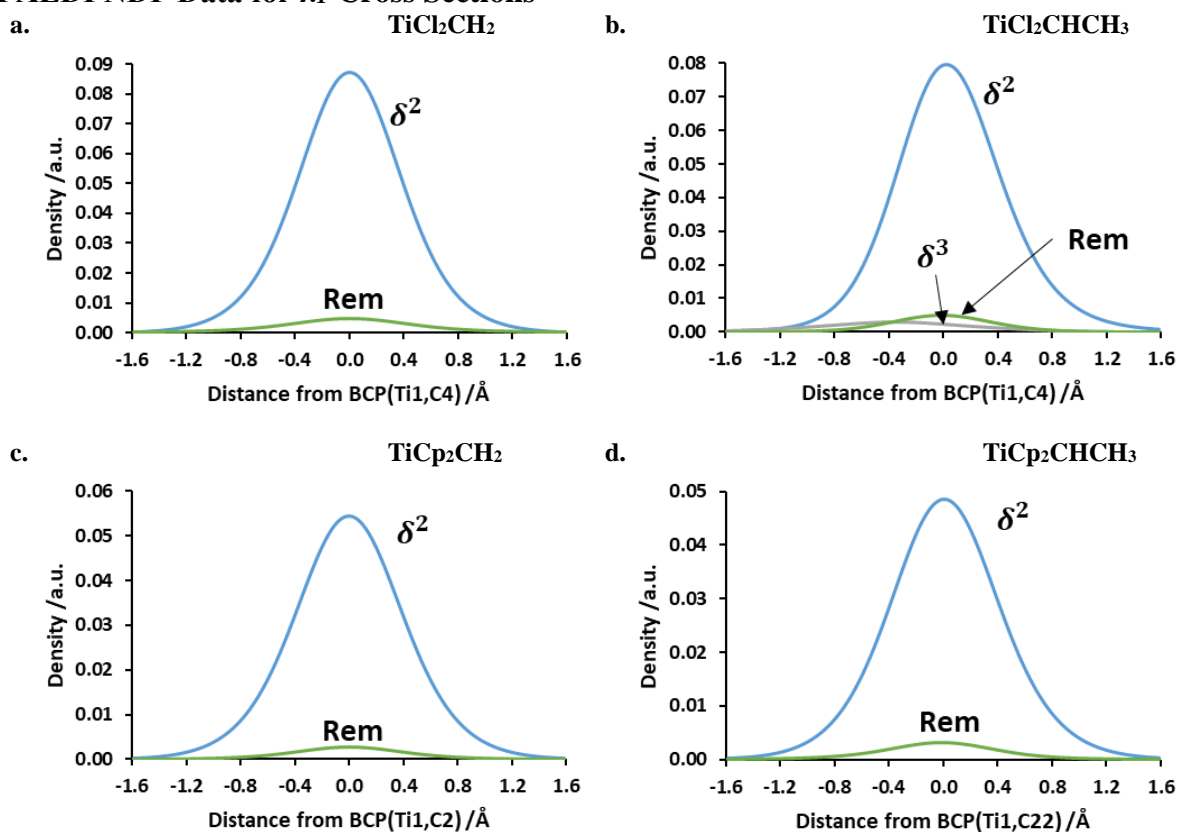 FALDI NDF Data for λ₁ Cross Sections
a. TiCl₂CH₂
0.09
0.08
0.07
0.06
0.05
0.04
0.03
0.02
0.01
0.00
Density /a.u.
δ²
Rem
-1.6 -1.2 -0.8 -0.4 0.0 0.4 0.8 1.2 1.6
Distance from BCP(Ti1,C4) /Å
b. TiCl₂CHCH₃
0.08
0.07
0.06
0.05
0.04
0.03
0.02
0.01
0.00
Density /a.u.
δ²
δ³
Rem
-1.6 -1.2 -0.8 -0.4 0.0 0.4 0.8 1.2 1.6
Distance from BCP(Ti1,C4) /Å
c. TiCp₂CH₂
0.06
0.05
0.04
0.03
0.02
0.01
0.00
Density /a.u.
δ²
Rem
-1.6 -1.2 -0.8 -0.4 0.0 0.4 0.8 1.2 1.6
Distance from BCP(Ti1,C2) /Å
d. TiCp₂CHCH₃
0.05
0.04
0.03
0.02
0.01
0.00
Density /a.u.
δ²
Rem
-1.6 -1.2 -0.8 -0.4 0.0 0.4 0.8 1.2 1.6
Distance from BCP(Ti1,C22) /Å